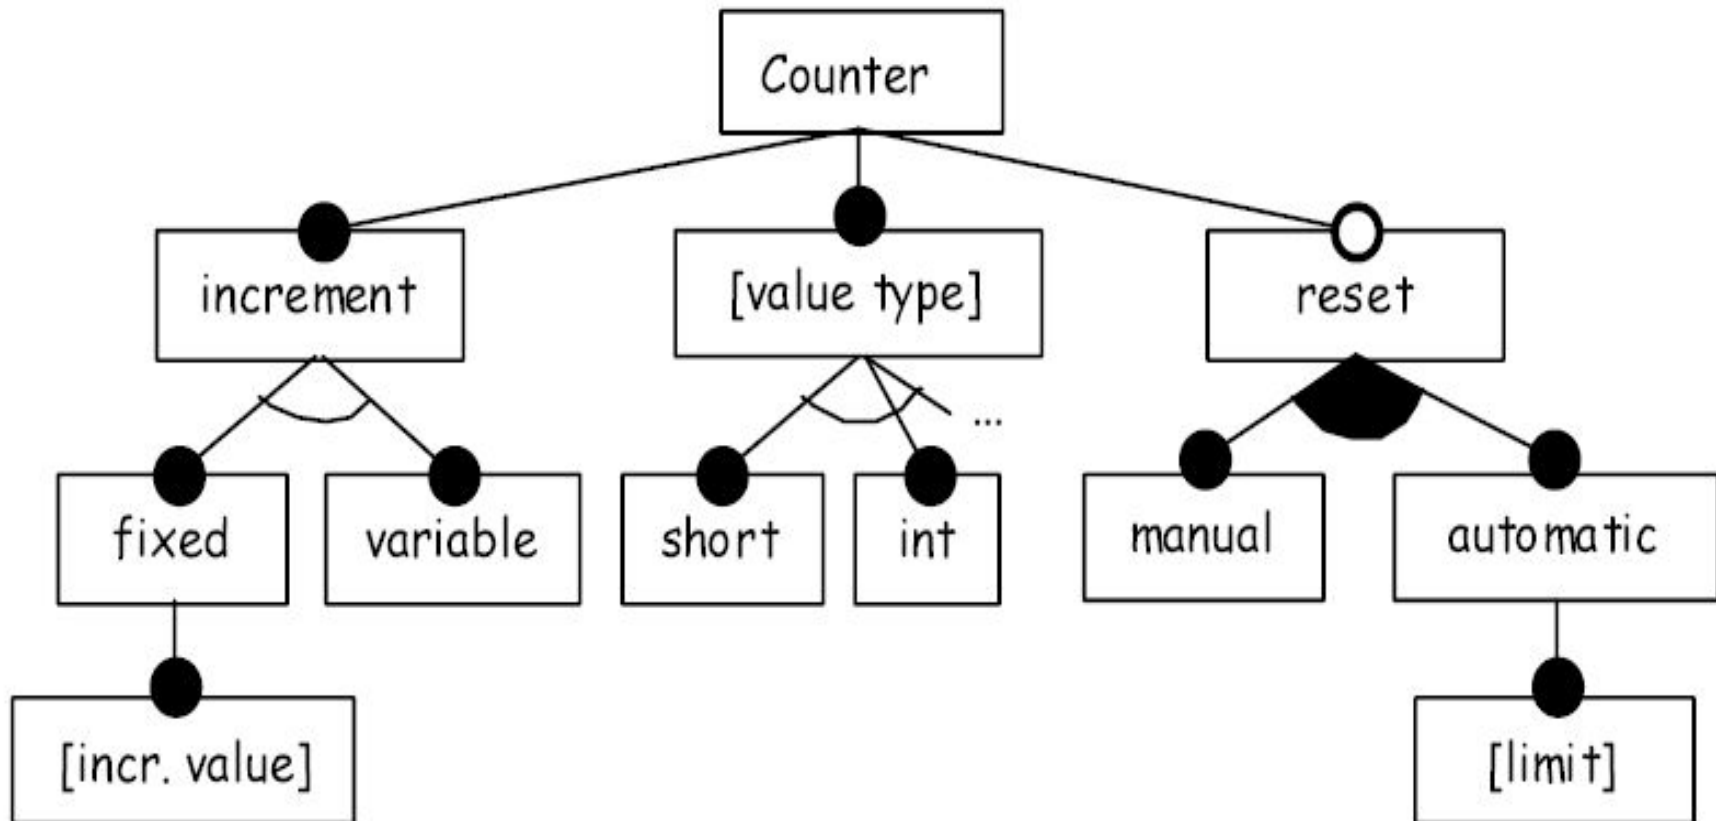 Counter
increment
[value type]
reset
...
fixed
variable
short
int
manual
automatic
[incr. value]
[limit]